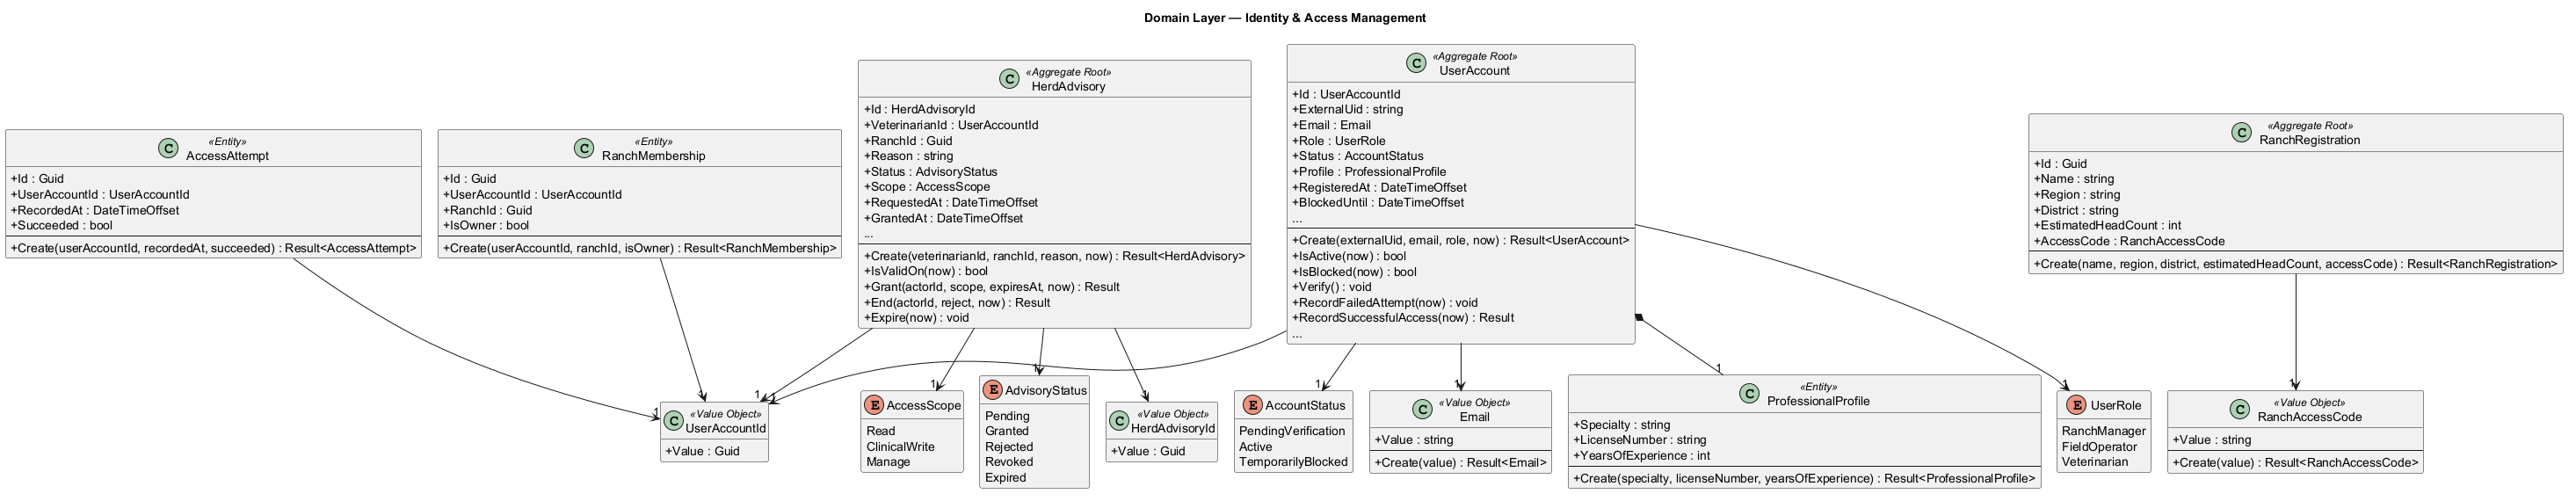 Domain Layer — Identity & Access Management
«Entity»
AccessAttempt
+Id : Guid
+UserAccountId : UserAccountId
+RecordedAt : DateTimeOffset
+Succeeded : bool
+Create(userAccountId, recordedAt, succeeded) : Result<AccessAttempt>
«Entity»
RanchMembership
+Id : Guid
+UserAccountId : UserAccountId
+RanchId : Guid
+IsOwner : bool
+Create(userAccountId, ranchId, isOwner) : Result<RanchMembership>
«Aggregate Root»
HerdAdvisory
+Id : HerdAdvisoryId
+VeterinarianId : UserAccountId
+RanchId : Guid
+Reason : string
+Status : AdvisoryStatus
+Scope : AccessScope
+RequestedAt : DateTimeOffset
+GrantedAt : DateTimeOffset
...
+Create(veterinarianId, ranchId, reason, now) : Result<HerdAdvisory>
+IsValidOn(now) : bool
+Grant(actorId, scope, expiresAt, now) : Result
+End(actorId, reject, now) : Result
+Expire(now) : void
«Aggregate Root»
UserAccount
+Id : UserAccountId
+ExternalUid : string
+Email : Email
+Role : UserRole
+Status : AccountStatus
+Profile : ProfessionalProfile
+RegisteredAt : DateTimeOffset
+BlockedUntil : DateTimeOffset
...
+Create(externalUid, email, role, now) : Result<UserAccount>
+IsActive(now) : bool
+IsBlocked(now) : bool
+Verify() : void
+RecordFailedAttempt(now) : void
+RecordSuccessfulAccess(now) : Result
...
«Aggregate Root»
RanchRegistration
+Id : Guid
+Name : string
+Region : string
+District : string
+EstimatedHeadCount : int
+AccessCode : RanchAccessCode
+Create(name, region, district, estimatedHeadCount, accessCode) : Result<RanchRegistration>
1
1
1
1
1
1
1
1
1
1
1
1
«Value Object»
UserAccountId
+Value : Guid
AccessScope
Read
ClinicalWrite
Manage
AdvisoryStatus
Pending
Granted
Rejected
Revoked
Expired
«Value Object»
HerdAdvisoryId
+Value : Guid
AccountStatus
PendingVerification
Active
TemporarilyBlocked
«Value Object»
Email
+Value : string
+Create(value) : Result<Email>
«Entity»
ProfessionalProfile
+Specialty : string
+LicenseNumber : string
+YearsOfExperience : int
+Create(specialty, licenseNumber, yearsOfExperience) : Result<ProfessionalProfile>
UserRole
RanchManager
FieldOperator
Veterinarian
«Value Object»
RanchAccessCode
+Value : string
+Create(value) : Result<RanchAccessCode>